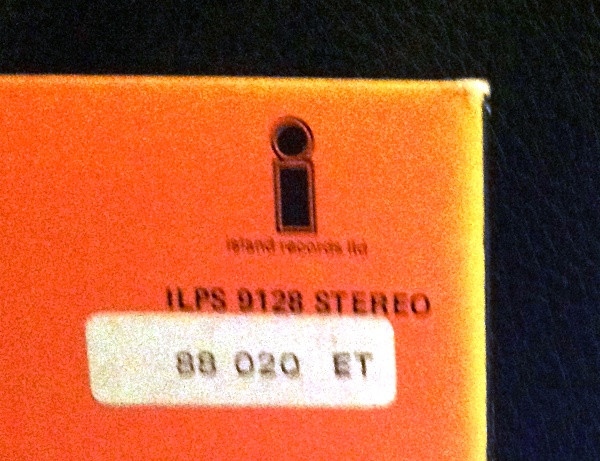 i
island records ltd
ILPS 9128 STEREO
88 020 ET